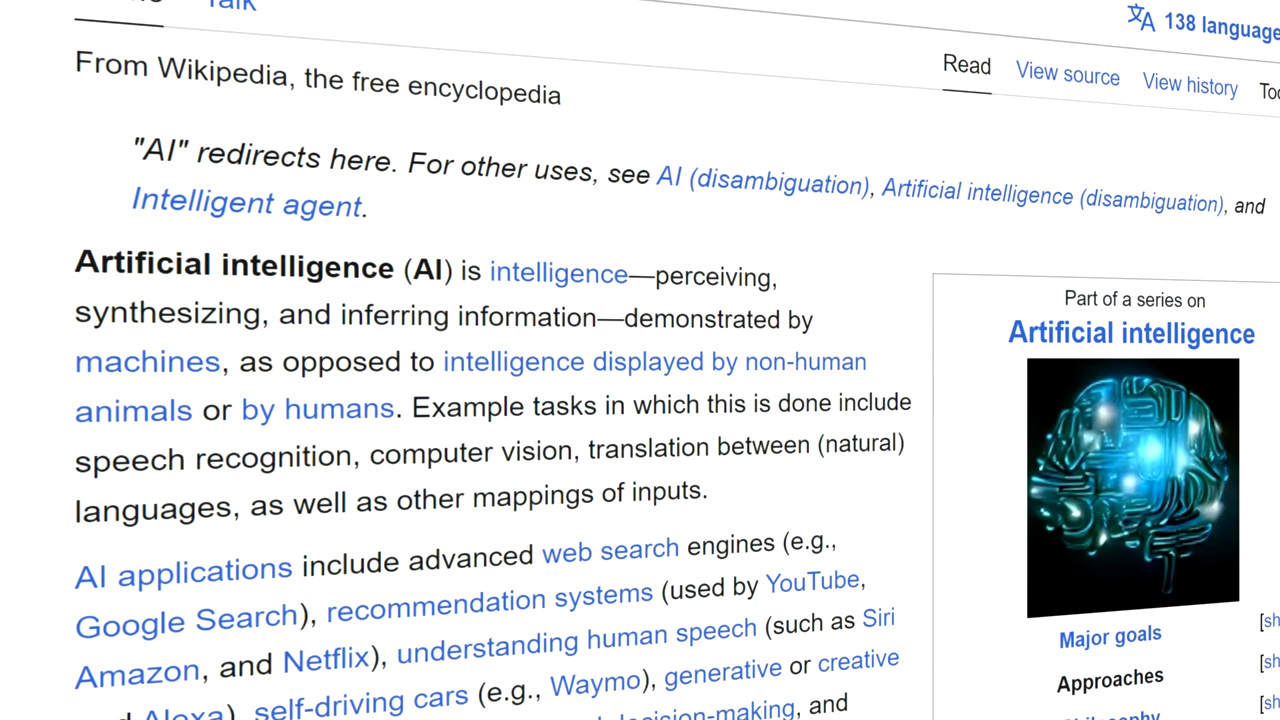 Talk
138 language
From Wikipedia, the free encyclopedia
Read View source View history
"AI" redirects here. For other uses, see AI (disambiguation), Artificial intelligence (disambiguation), and
Intelligent agent.
Artificial intelligence (AI) is intelligence—perceiving,
synthesizing, and inferring information—demonstrated by
machines, as opposed to intelligence displayed by non-human
animals or by humans. Example tasks in which this is done include
speech recognition, computer vision, translation between (natural)
languages, as well as other mappings of inputs.
AI applications include advanced web search engines (e.g.,
Google Search), recommendation systems (used by YouTube,
Amazon, and Netflix), understanding human speech (such as Siri
Alexa), self-driving cars (e.g., Waymo), generative or creative
decision-making, and
Part of a series on
Artificial intelligence
Major goals [sh
Approaches [sh
Philosophy [sh